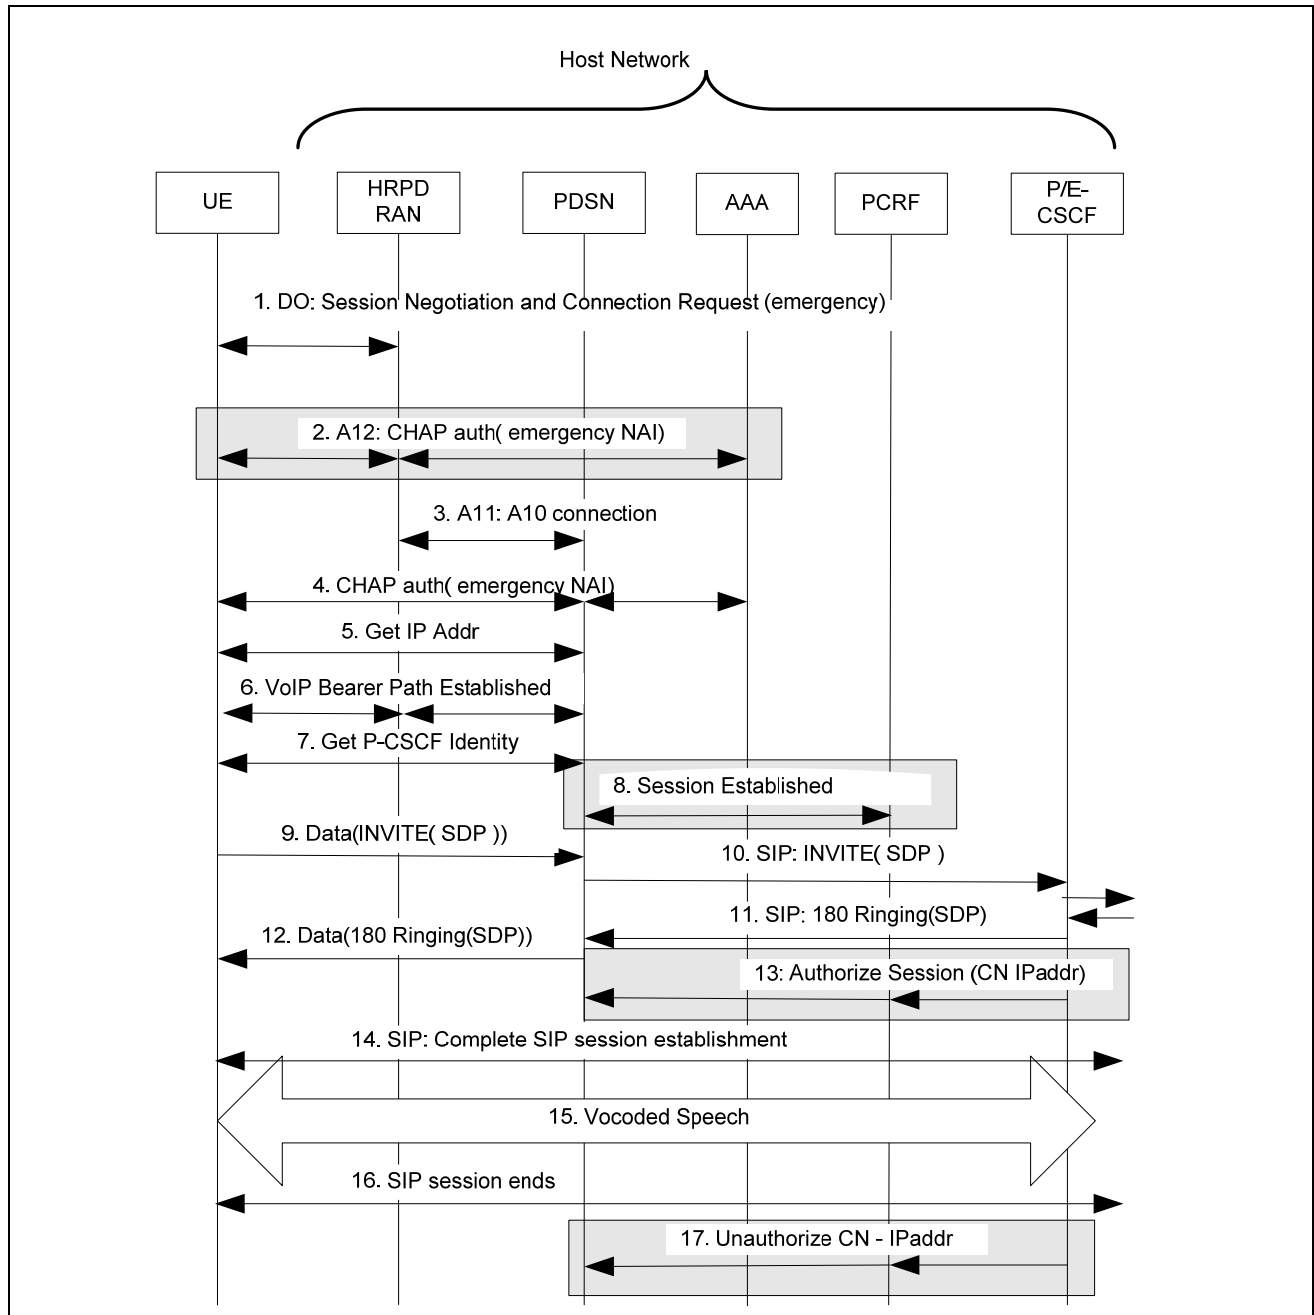 Host Network
UE
HRPD
RAN
PDSN
AAA
PCRF
P/E-
CSCF
1. DO: Session Negotiation and Connection Request (emergency)
2. A12: CHAP auth( emergency NAI)
3. A11: A10 connection
4. CHAP auth( emergency NAI)
5. Get IP Addr
6. VoIP Bearer Path Established
7. Get P-CSCF Identity
8. Session Established
9. Data(INVITE( SDP ))
10. SIP: INVITE( SDP )
11. SIP: 180 Ringing(SDP)
12. Data(180 Ringing(SDP))
13: Authorize Session (CN IPaddr)
14. SIP: Complete SIP session establishment
15. Vocoded Speech
16. SIP session ends
17. Unauthorize CN - IPaddr